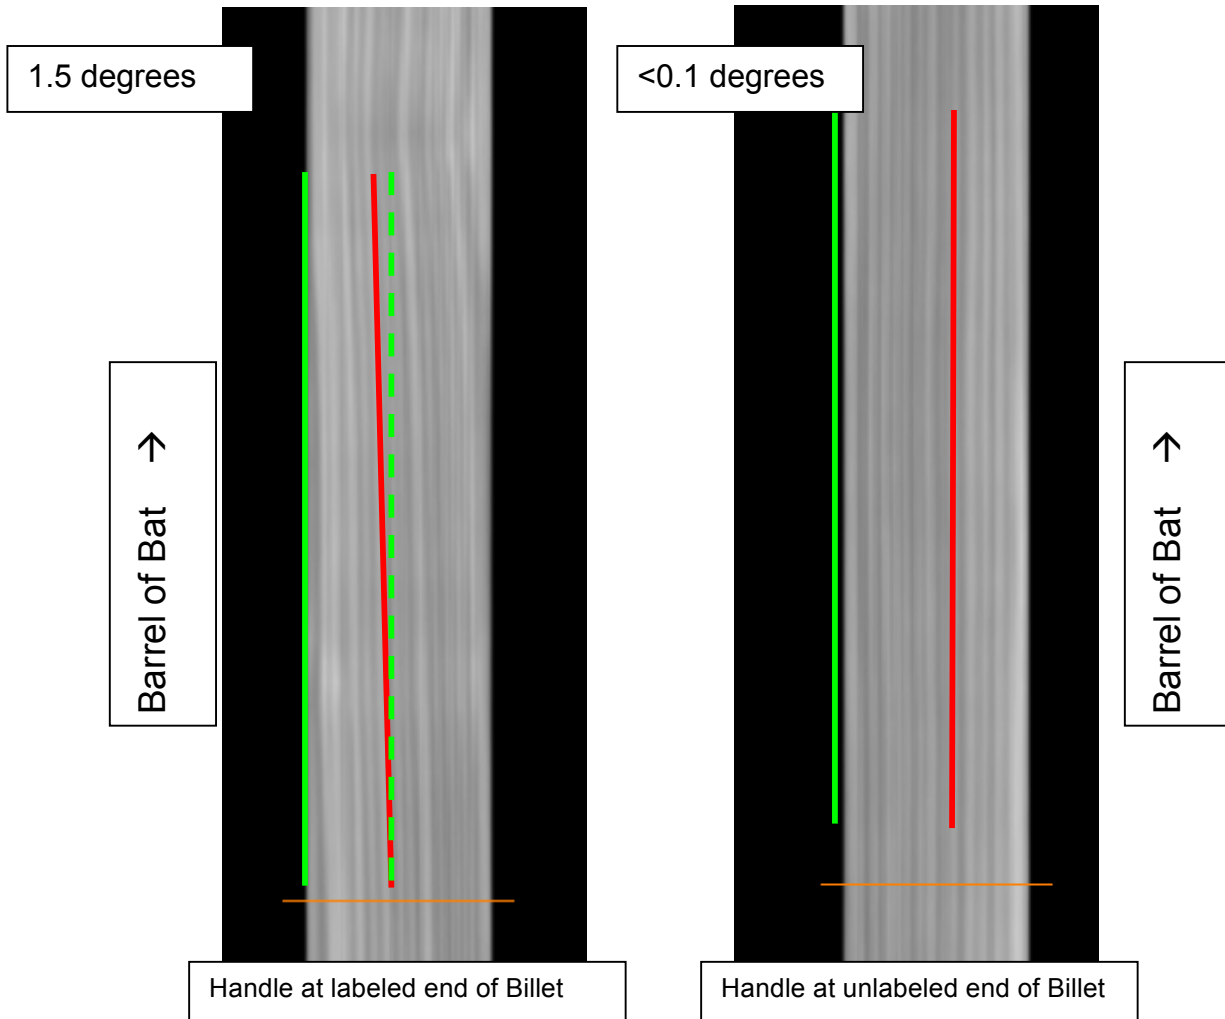 1.5 degrees
<0.1 degrees
Barrel of Bat →
Barrel of Bat →
Handle at labeled end of Billet
Handle at unlabeled end of Billet